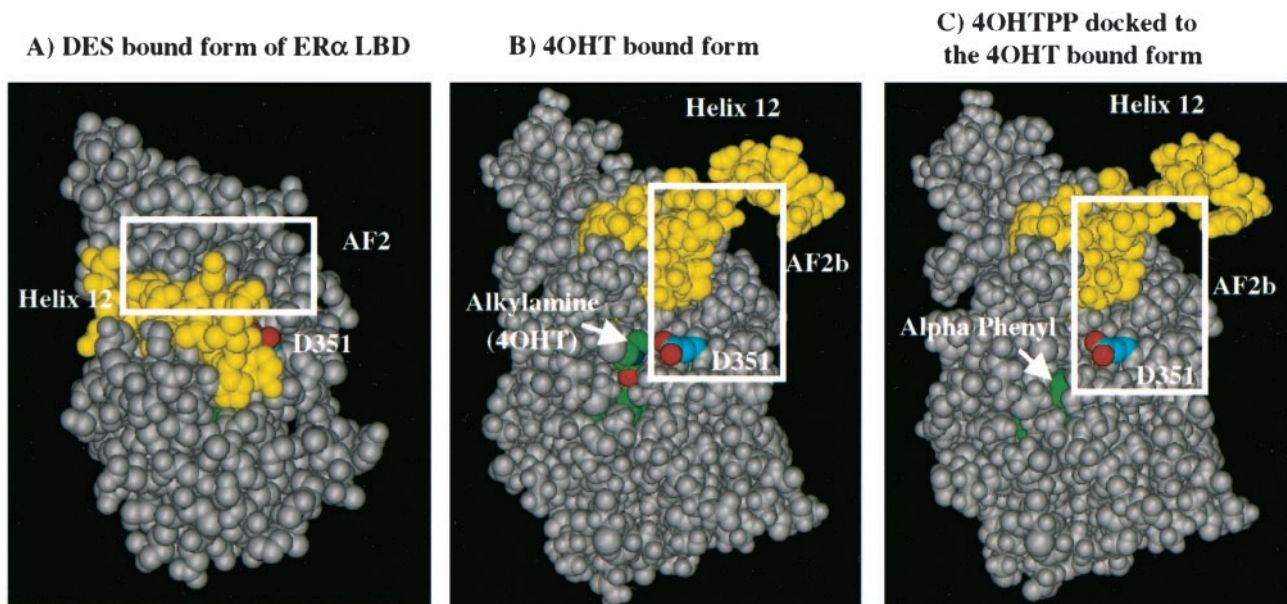 A) DES bound form of ERα LBD
B) 4OHT bound form
C) 4OHTPP docked to
the 4OHT bound form
AF2
Helix 12
D351
Helix 12
AF2b
Alkylamine
(4OHT)
D351
Helix 12
AF2b
Alpha Phenyl
D351